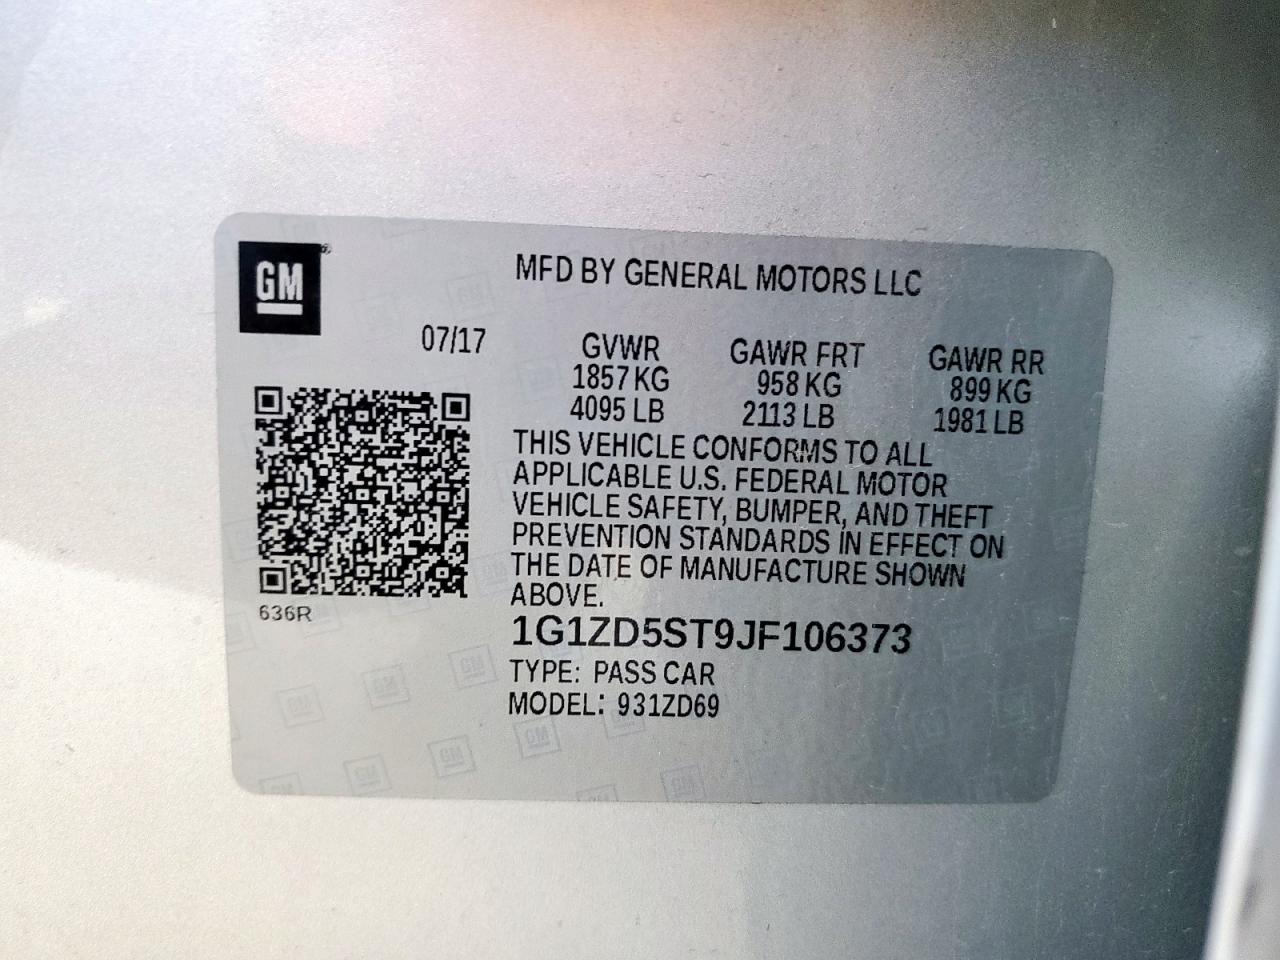 GM
MFD BY GENERAL MOTORS LLC
07/17
GVWR GAWR FRT GAWR RR
1857 KG 958 KG 899 KG
4095 LB 2113 LB 1981 LB
THIS VEHICLE CONFORMS TO ALL
APPLICABLE U.S. FEDERAL MOTOR
VEHICLE SAFETY, BUMPER, AND THEFT
PREVENTION STANDARDS IN EFFECT ON
THE DATE OF MANUFACTURE SHOWN
ABOVE.
636R
1G1ZD5ST9JF106373
TYPE: PASS CAR
MODEL: 931ZD69